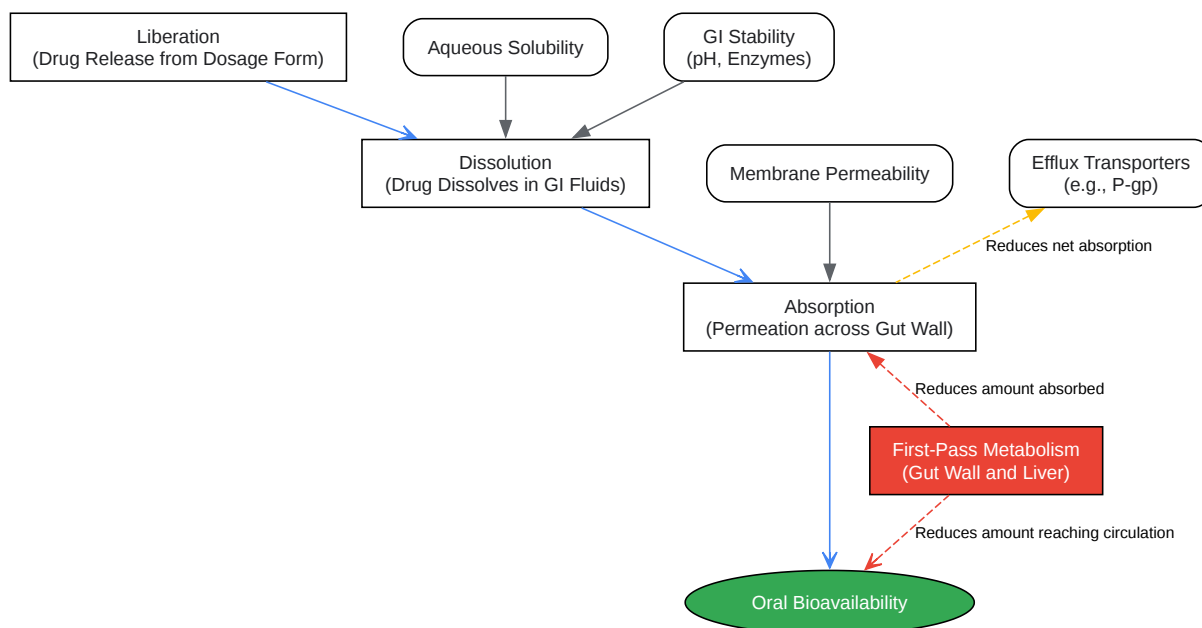 Liberation
(Drug Release from Dosage Form)
Aqueous Solubility
GI Stability
(pH, Enzymes)
Dissolution
(Drug Dissolves in GI Fluids)
Membrane Permeability
Efflux Transporters
(e.g., P-gp)
Reduces net absorption
Absorption
(Permeation across Gut Wall)
Reduces amount absorbed
First-Pass Metabolism
(Gut Wall and Liver)
Reduces amount reaching circulation
Oral Bioavailability